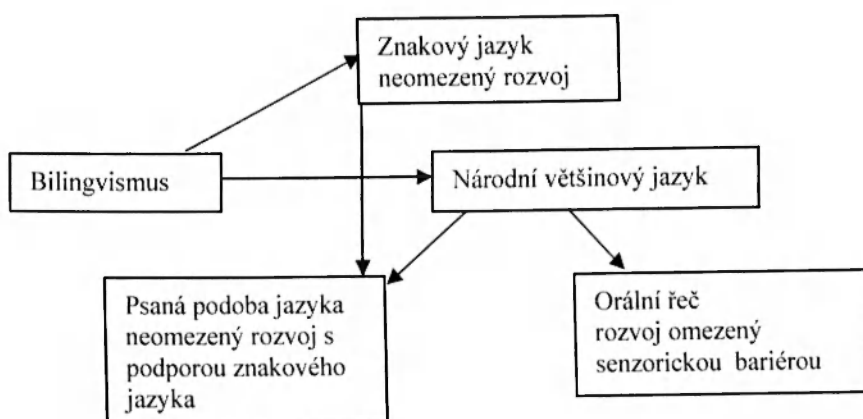 Znakový jazyk
neomezený rozvoj
Bilingvismus
Národní většinový jazyk
Psaná podoba jazyka
neomezený rozvoj s
podporou znakového
jazyka
Orální řeč
rozvoj omezený
senzorickou bariérou